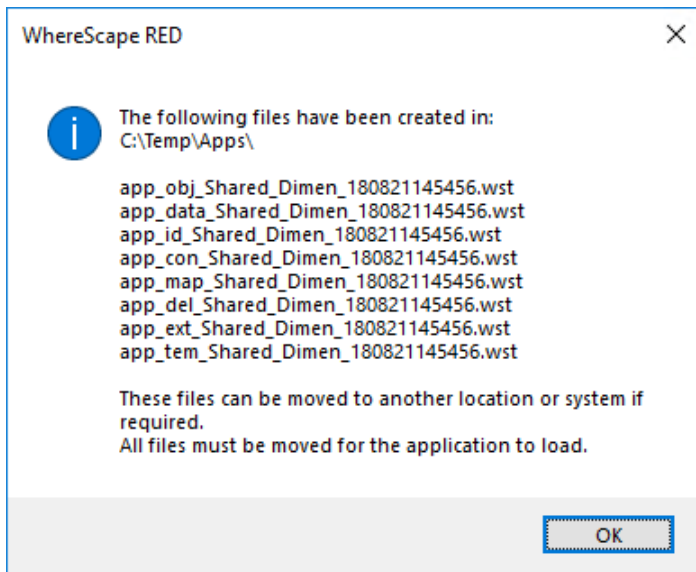 WhereScape RED
The following files have been created in:
C:\Temp\Apps\
app_obj_Shared_Dimen_180821145456.wst
app_data_Shared_Dimen_180821145456.wst
app_id_Shared_Dimen_180821145456.wst
app_con_Shared_Dimen_180821145456.wst
app_map_Shared_Dimen_180821145456.wst
app_del_Shared_Dimen_180821145456.wst
app_ext_Shared_Dimen_180821145456.wst
app_tem_Shared_Dimen_180821145456.wst
These files can be moved to another location or system if
required.
All files must be moved for the application to load.
OK